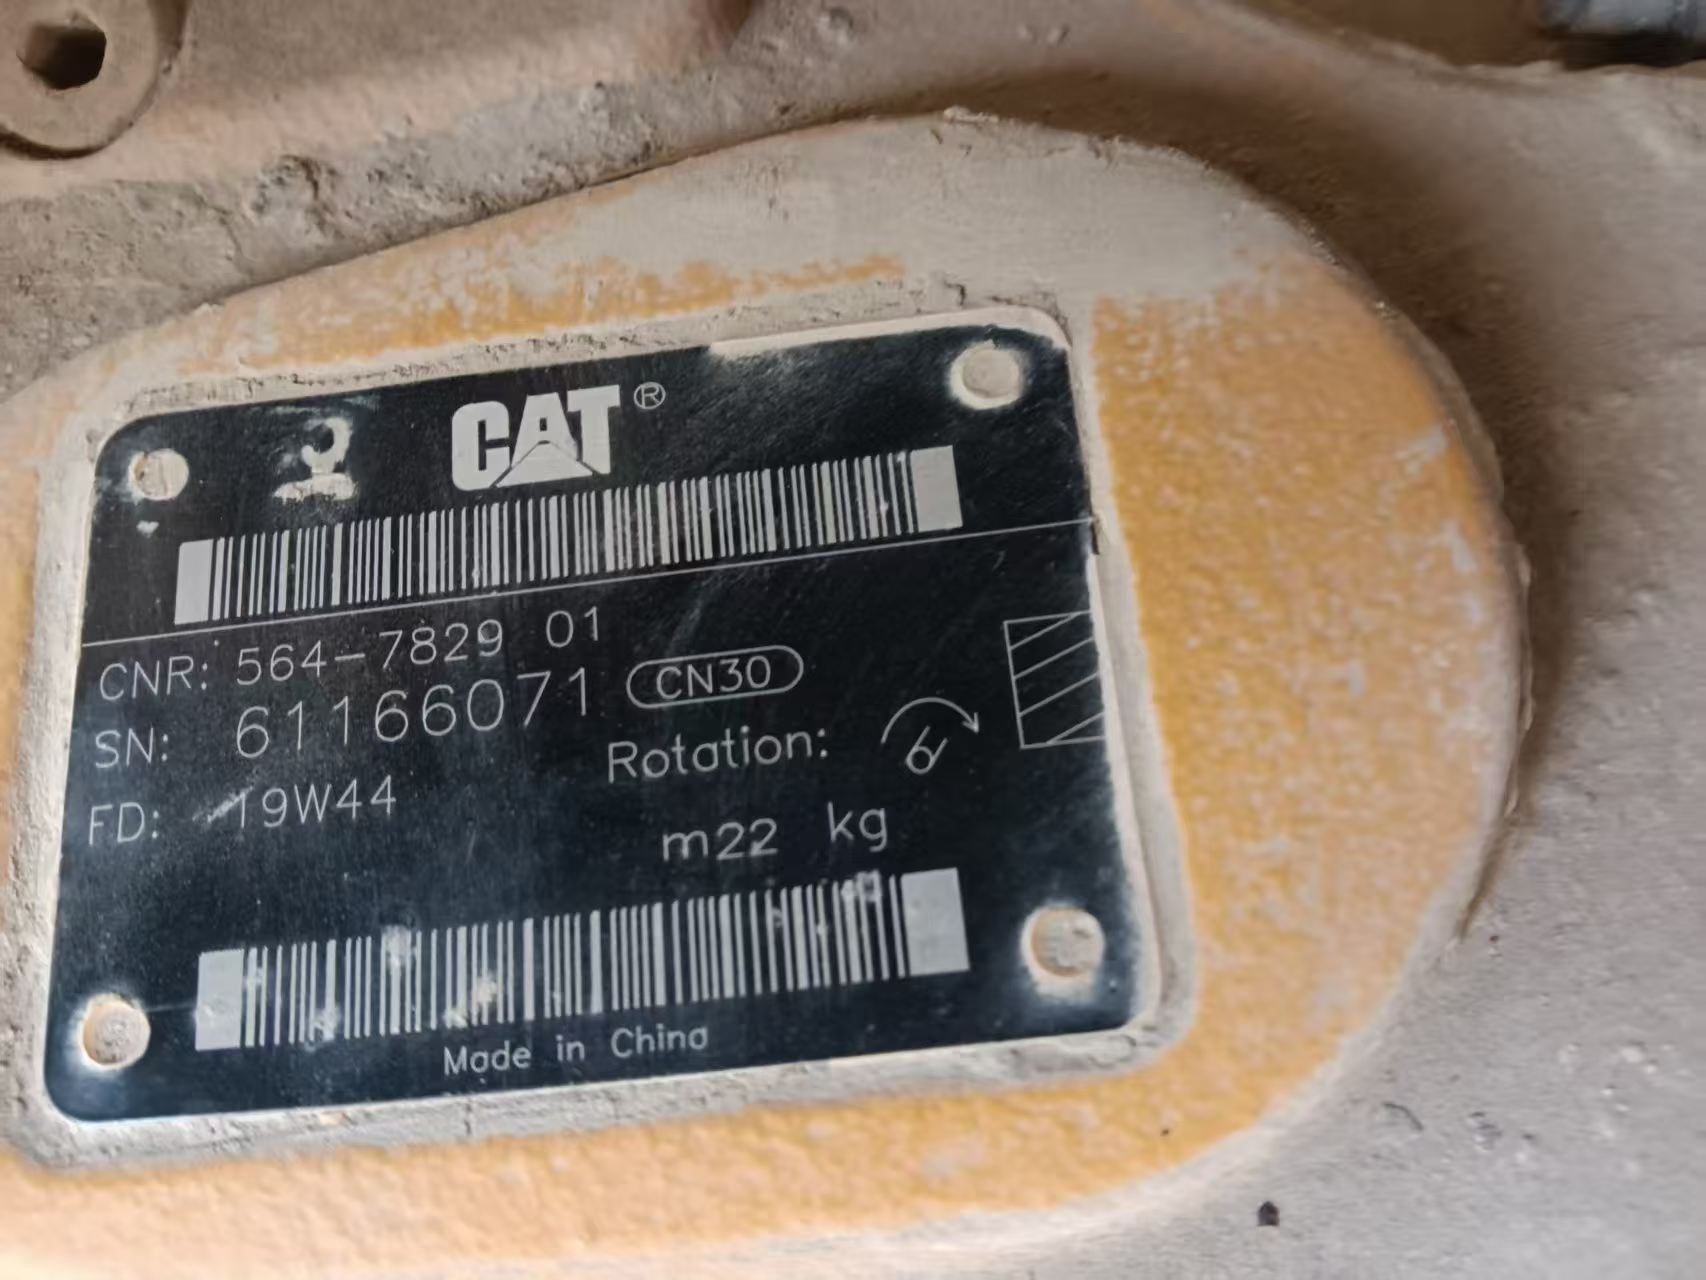 CAT®
CNR: 564-7829 01
SN: 61166071 CN30
Rotation:
FD: 19W44
m22 kg
Made in China